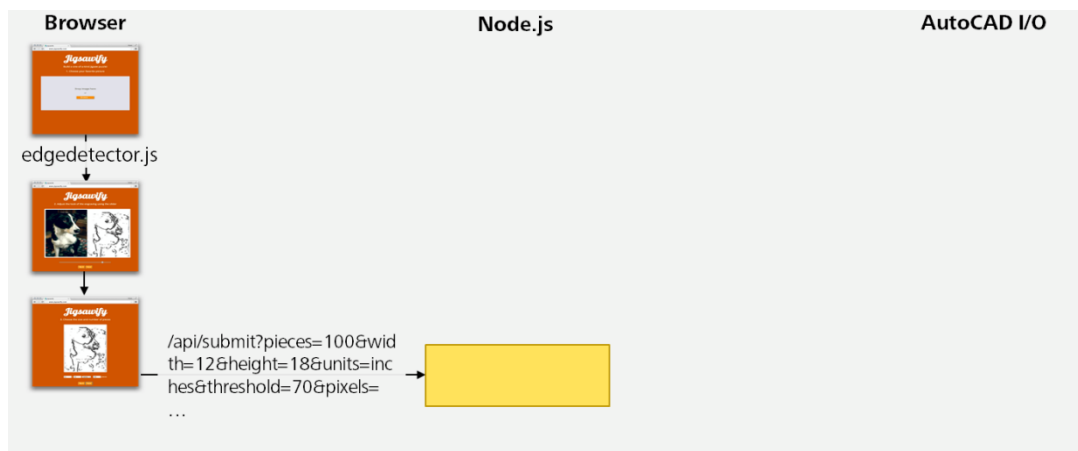 Browser
Node.js
AutoCAD I/O
Jigsawify
edgedetector.js
Jigsawify
Jigsawify
/api/submit?pieces=100&wid
th=12&height=18&units=inc
hes&threshold=70&pixels=
…